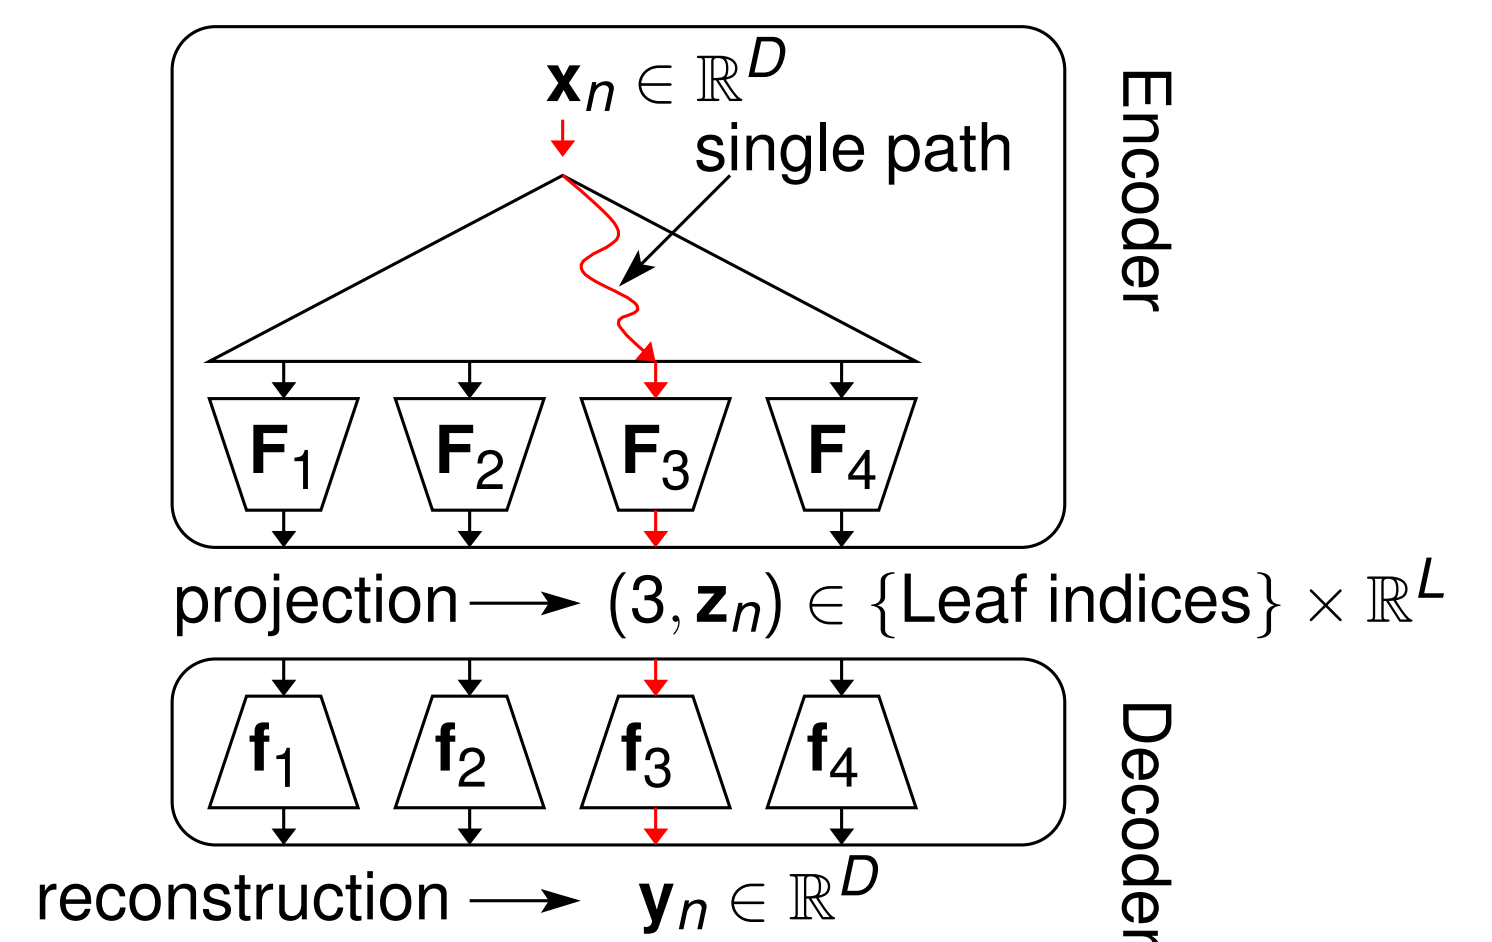 𝐱ₙ ∈ ℝᴰ
single path
Encoder
𝐅₁ 𝐅₂ 𝐅₃ 𝐅₄
projection → (3, 𝐳ₙ) ∈ {Leaf indices} × ℝᴸ
𝐟₁ 𝐟₂ 𝐟₃ 𝐟₄
Decoder
reconstruction → 𝐲ₙ ∈ ℝᴰ